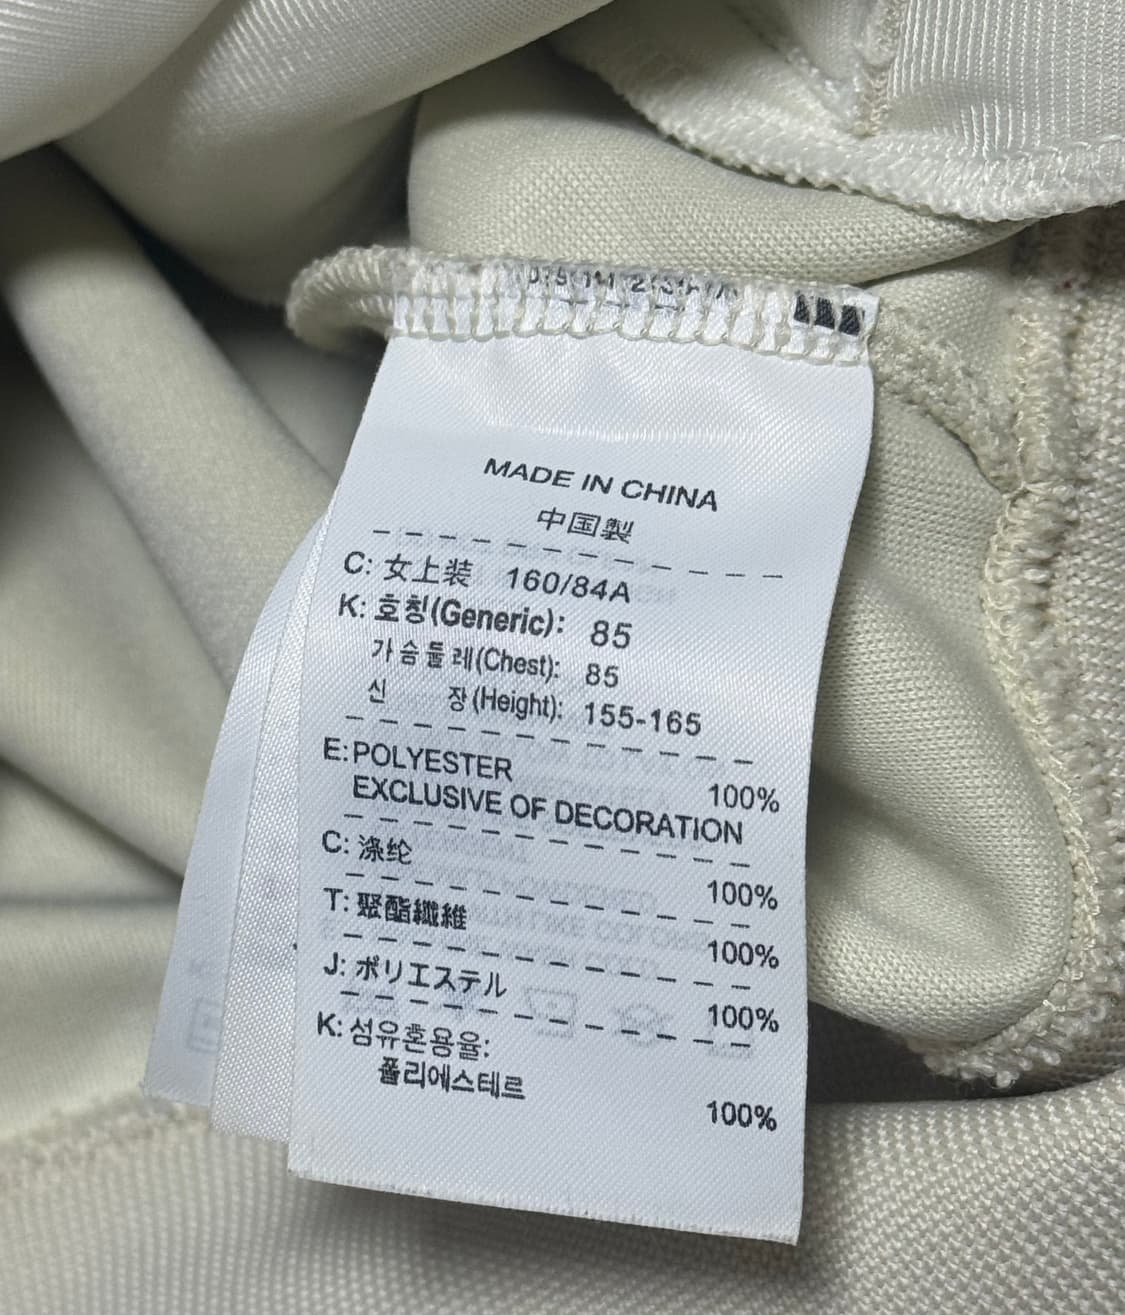 MADE IN CHINA
中国製
C: 女上装 160/84A
K: 호칭(Generic): 85
가슴둘레(Chest): 85
신 장(Height): 155-165
E: POLYESTER 100%
EXCLUSIVE OF DECORATION
C: 涤纶 100%
T: 聚酯纖維 100%
J: ポリエステル 100%
K: 섬유혼용율:
폴리에스테르 100%